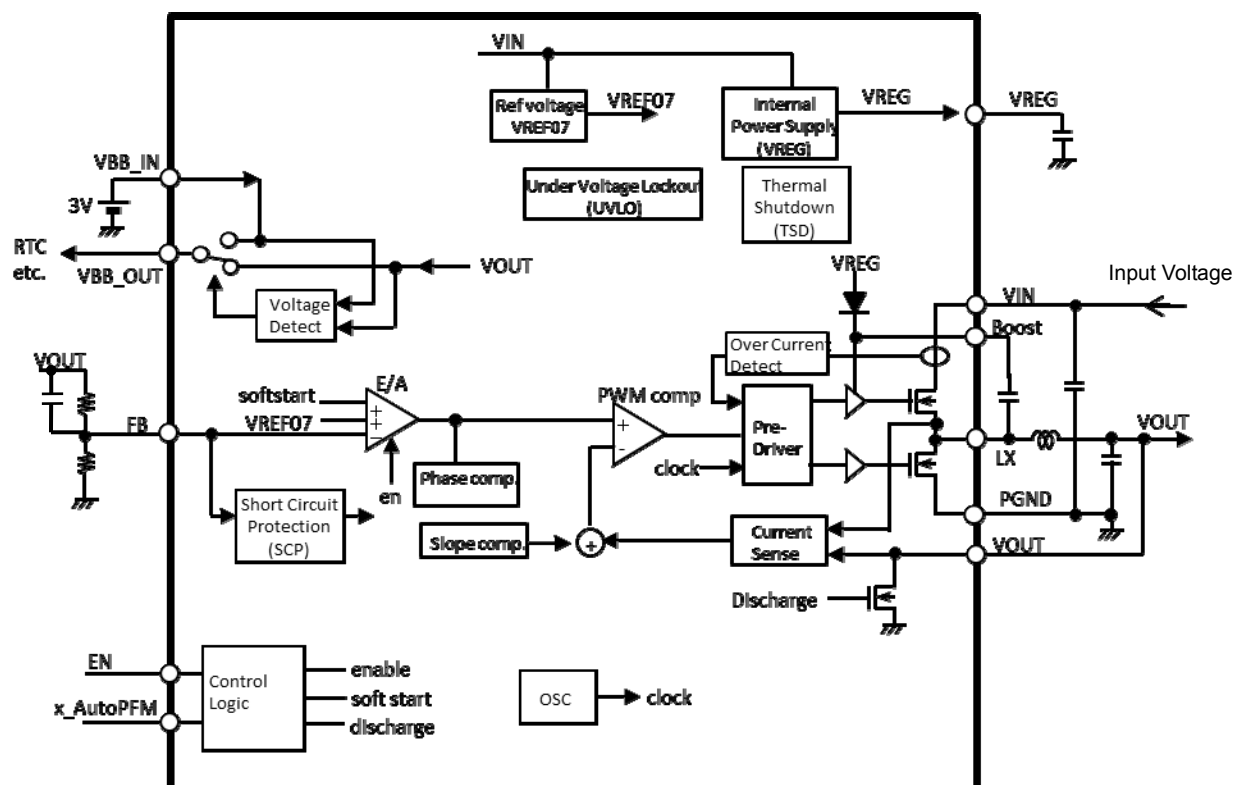 VIN
Ref voltage
VREF07
VREF07
Internal
Power Supply
(VREG)
VREG
VREG
VBB_IN
3V
Under Voltage Lockout
(UVLO)
Thermal
Shutdown
(TSD)
RTC
etc.
VBB_OUT
VOUT
Voltage
Detect
VREG
VIN
Input Voltage
Boost
Over Current
Detect
VOUT
FB
softstart
VREF07
E/A
+
+
-
en
Phase comp.
PWM comp
+
-
clock
Pre-
Driver
LX
VOUT
PGND
VOUT
Short Circuit
Protection
(SCP)
Slope comp.
+
Current
Sense
Discharge
EN
x_AutoPFM
Control
Logic
enable
soft start
discharge
OSC
clock